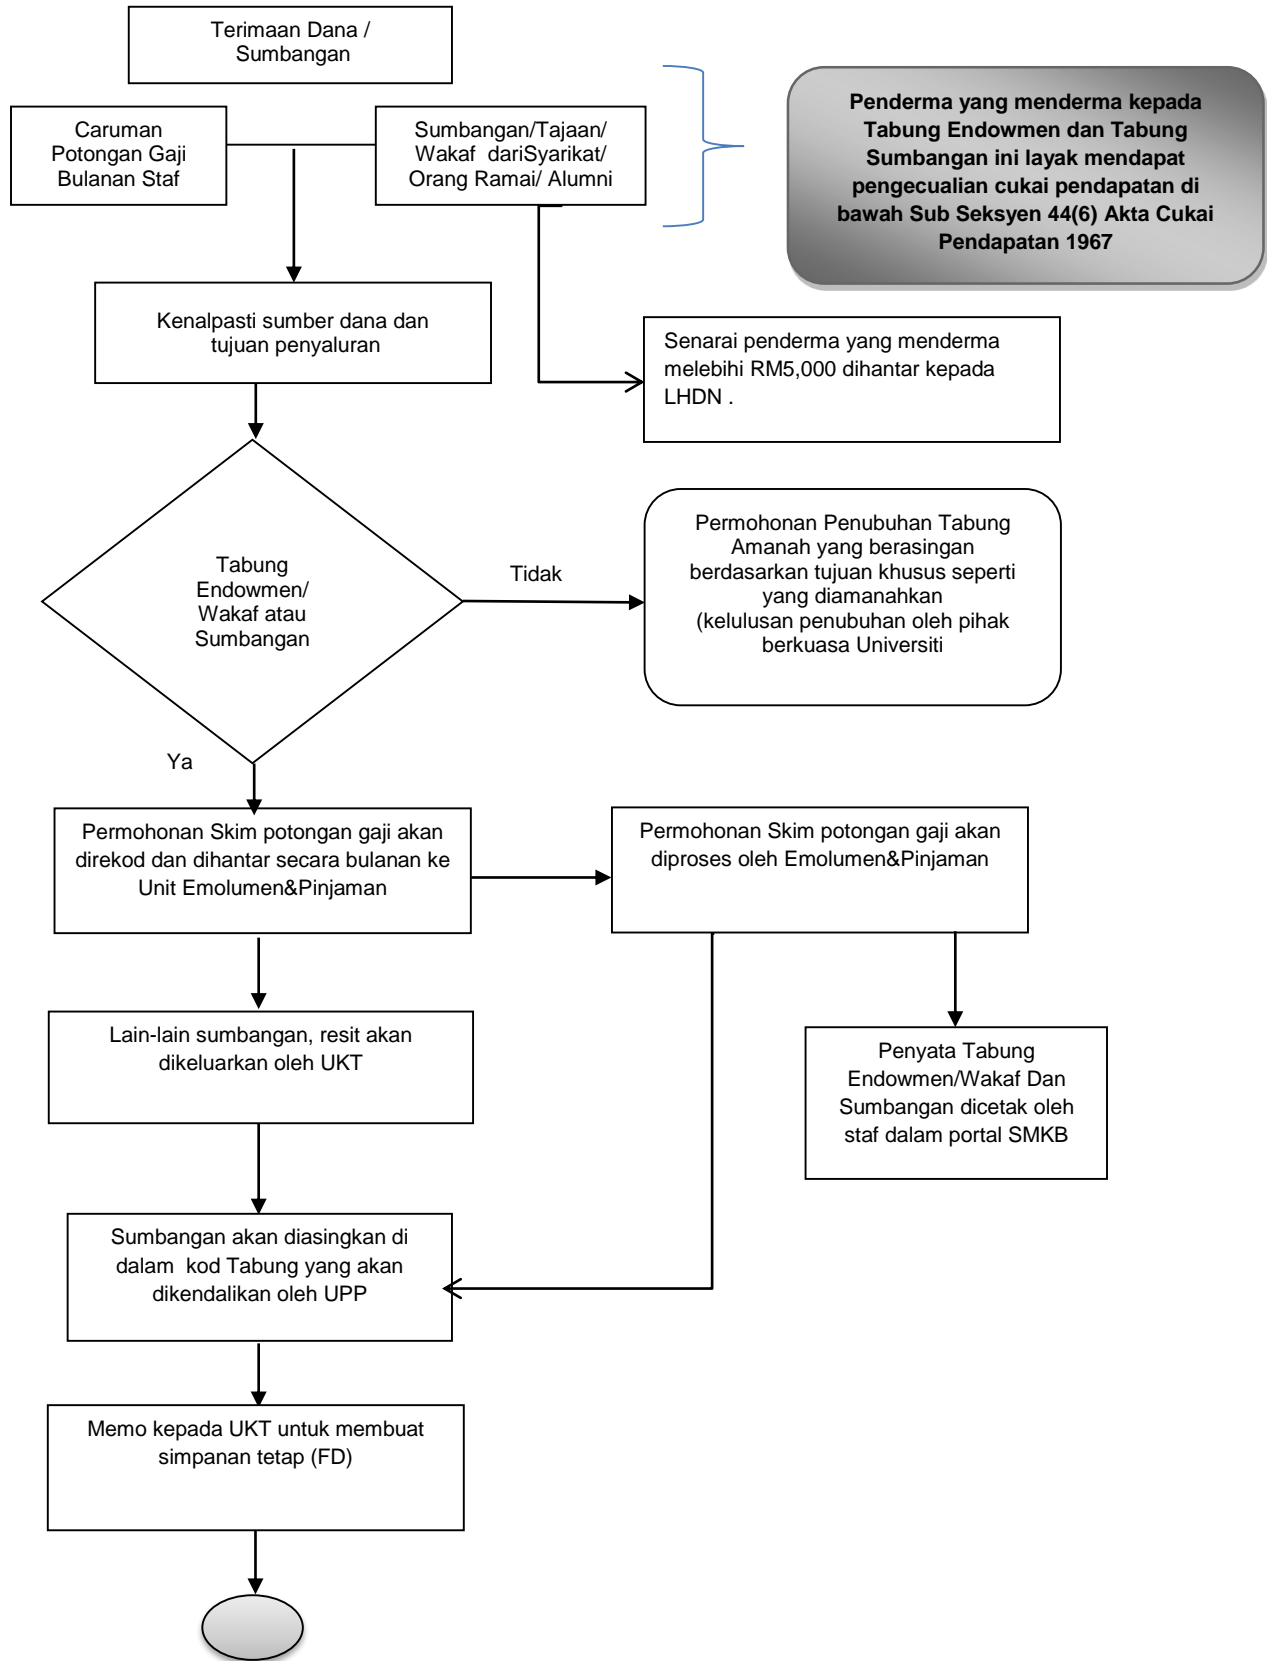 Terimaan Dana /
Sumbangan
Caruman
Potongan Gaji
Bulanan Staf
Sumbangan/Tajaan/
Wakaf dariSyarikat/
Orang Ramai/ Alumni
Penderma yang menderma kepada
Tabung Endowmen dan Tabung
Sumbangan ini layak mendapat
pengecualian cukai pendapatan di
bawah Sub Seksyen 44(6) Akta Cukai
Pendapatan 1967
Kenalpasti sumber dana dan
tujuan penyaluran
Senarai penderma yang menderma
melebihi RM5,000 dihantar kepada
LHDN .
Tabung
Endowmen/
Wakaf atau
Sumbangan
Tidak
Permohonan Penubuhan Tabung
Amanah yang berasingan
berdasarkan tujuan khusus seperti
yang diamanahkan
(kelulusan penubuhan oleh pihak
berkuasa Universiti
Ya
Permohonan Skim potongan gaji akan
direkod dan dihantar secara bulanan ke
Unit Emolumen&Pinjaman
Permohonan Skim potongan gaji akan
diproses oleh Emolumen&Pinjaman
Lain-lain sumbangan, resit akan
dikeluarkan oleh UKT
Penyata Tabung
Endowmen/Wakaf Dan
Sumbangan dicetak oleh
staf dalam portal SMKB
Sumbangan akan diasingkan di
dalam kod Tabung yang akan
dikendalikan oleh UPP
Memo kepada UKT untuk membuat
simpanan tetap (FD)